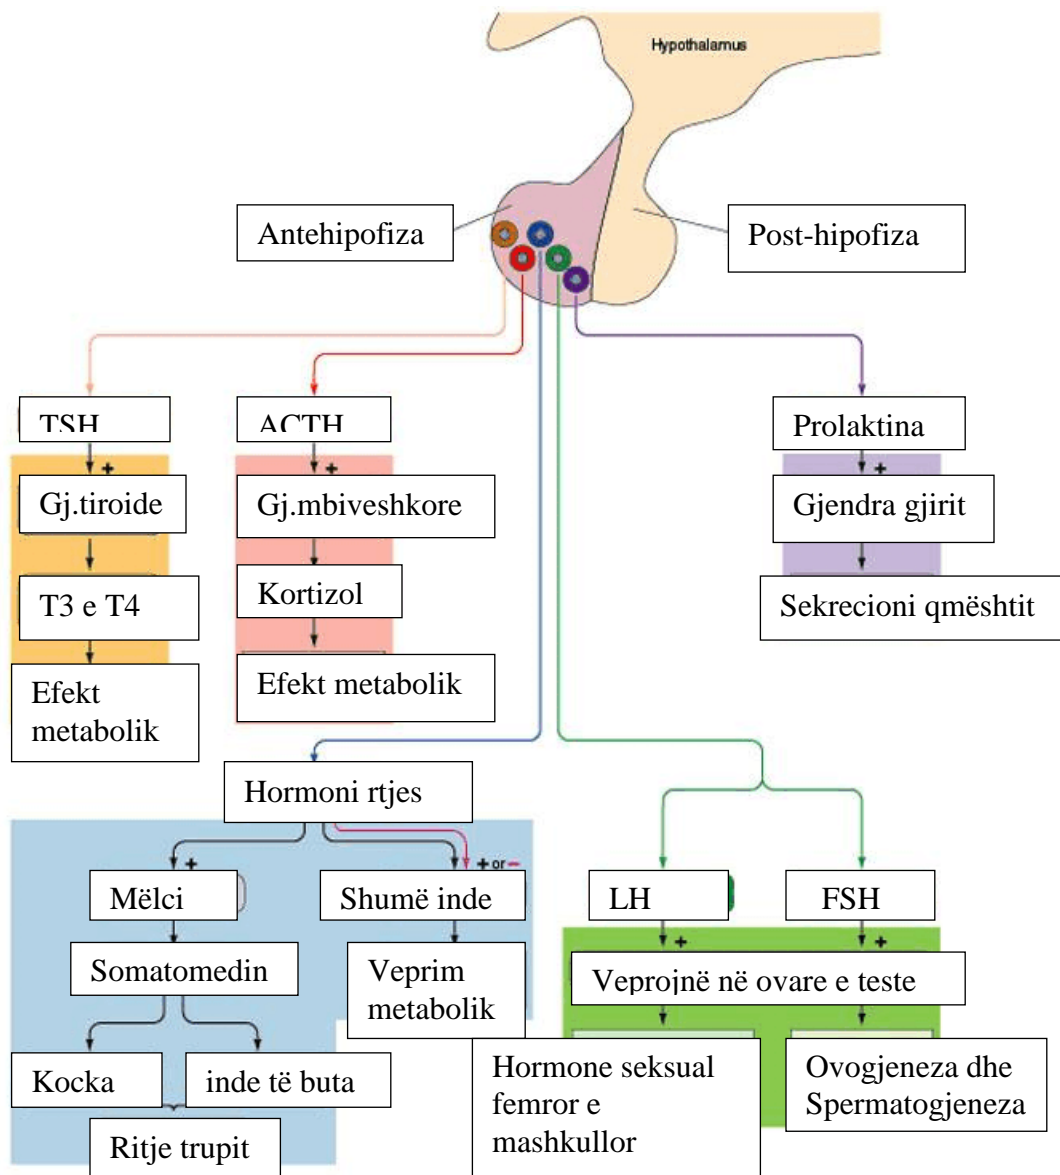 Hypothalamus
Antehipofiza
Post-hipofiza
TSH
ACTH
Prolaktina
+
+
+
Gj.tiroide
Gj.mbiveshkore
Gjendra gjirit
T3 e T4
Kortizol
Sekrecioni qmështit
Efekt
metabolik
Efekt metabolik
Hormoni rtjes
+
+ or -
Mëlci
Shumë inde
LH
FSH
+
+
Somatomedin
Veprim
metabolik
Veprojnë në ovare e teste
Kocka
inde të buta
Hormone seksual
femror e
mashkullor
Ovogjeneza dhe
Spermatogjeneza
Ritje trupit